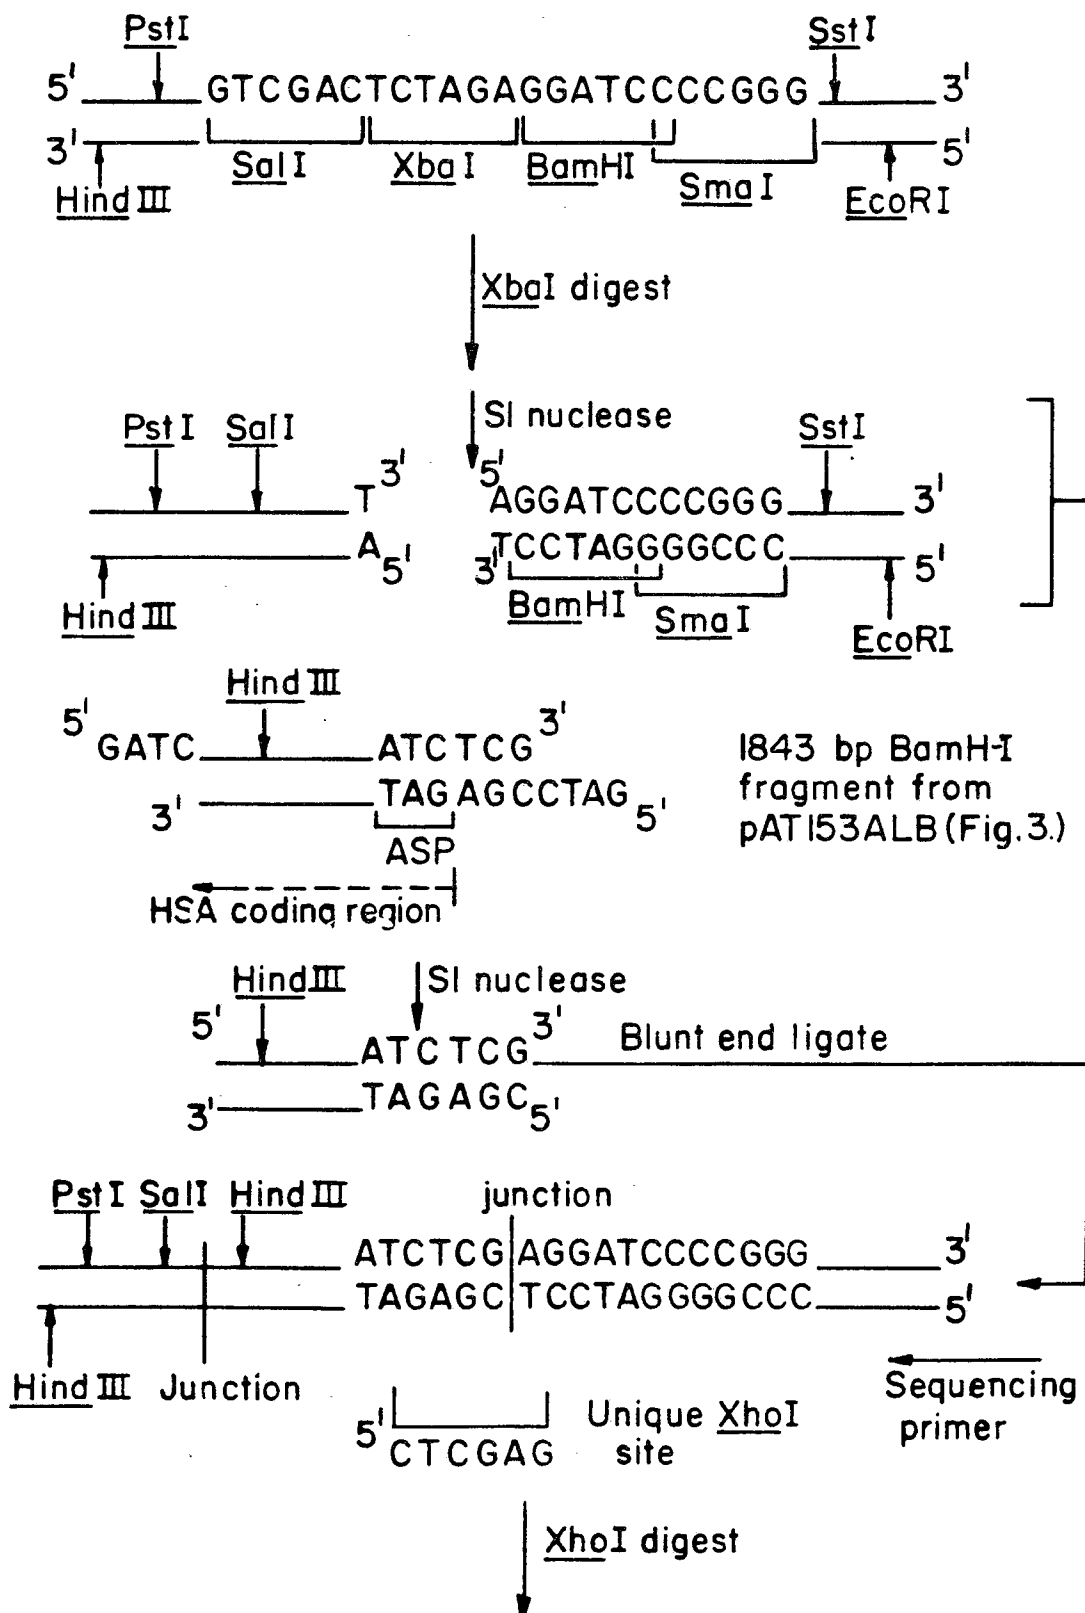 PstI SstI
5' GTCGACTCTAGAGGATCCCCGGG 3'
3' 5'
SalI XbaI BamHI SmaI
HindIII EcoRI
XbaI digest
SI nuclease
PstI SalI SstI
T 3' 5' AGGATCCCCGGG 3'
A 5' 3' TCCTAGGGGCCC 5'
BamHI SmaI
HindIII EcoRI
HindIII
5' GATC ATCTCG 3'
3' TAGAGCCTAG 5'
ASP
HSA coding region
1843 bp BamH-I
fragment from
pAT153ALB (Fig.3.)
HindIII SI nuclease
5' ATCTCG 3' Blunt end ligate
3' TAGAGC 5'
PstI SalI HindIII junction
ATCTCG AGGATCCCCGGG 3'
TAGAGC TCCTAGGGGCCC 5'
HindIII Junction
Sequencing
primer
5' CTCGAG
Unique XhoI
site
XhoI digest